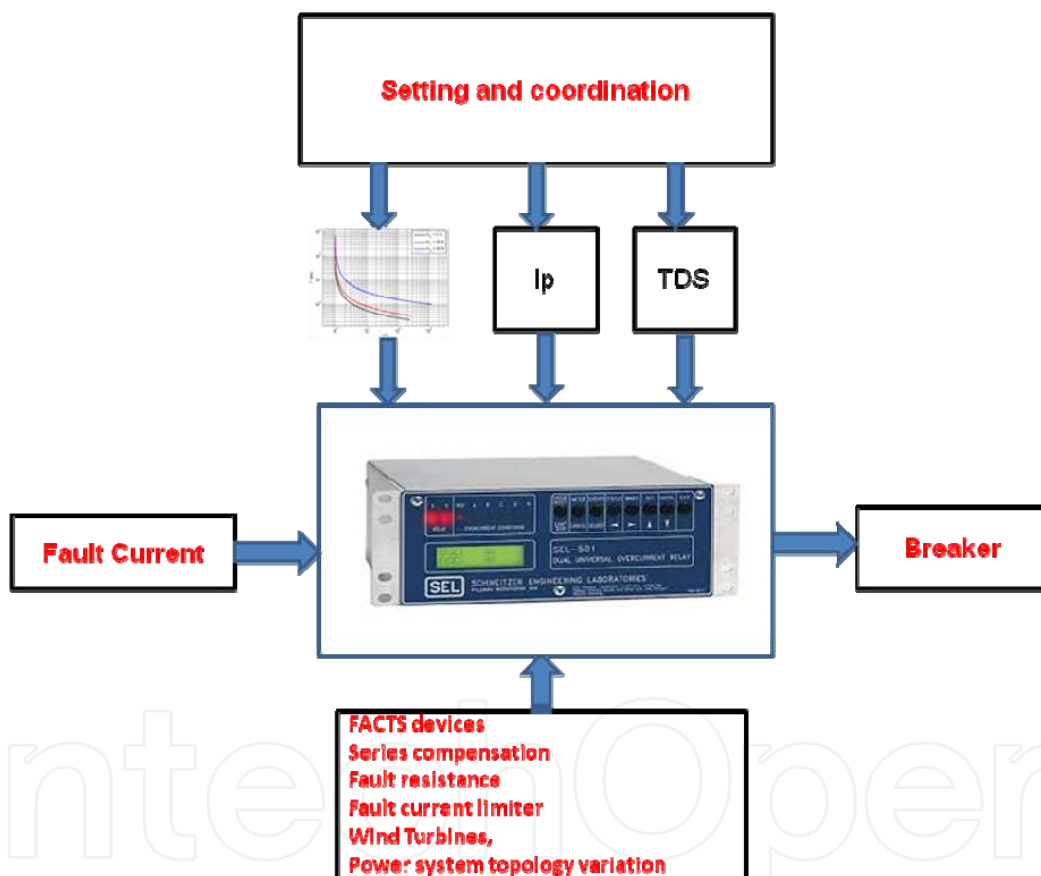 Setting and coordination
Ip
TDS
Fault Current
SEL-501
DUAL UNIVERSAL OVERCURRENT RELAY
SEL
SCHWEITZER ENGINEERING LABORATORIES
Breaker
FACTS devices
Series compensation
Fault resistance
Fault current limiter
Wind Turbines,
Power system topology variation